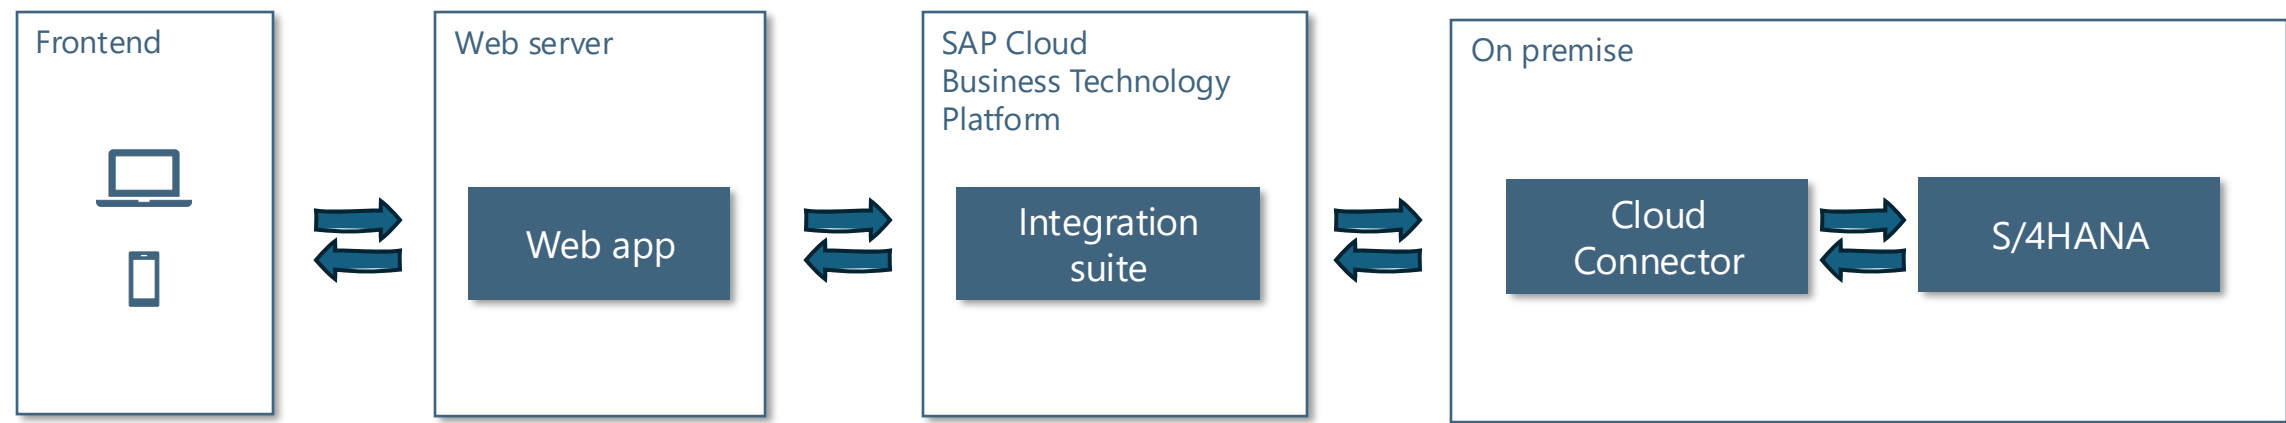 Frontend
Web server
Web app
SAP Cloud
Business Technology
Platform
Integration
suite
On premise
Cloud
Connector
S/4HANA